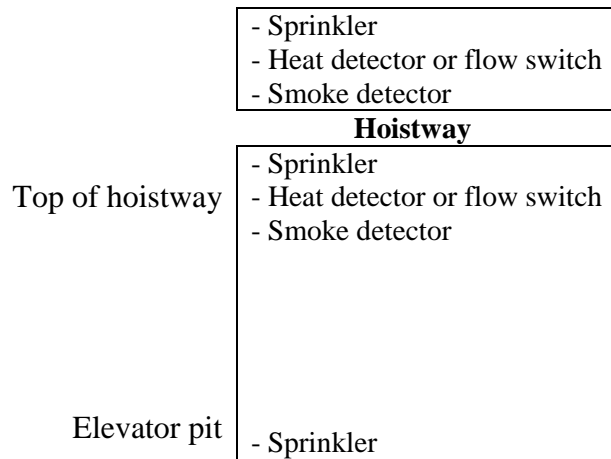 - Sprinkler
- Heat detector or flow switch
- Smoke detector
Hoistway
- Sprinkler
Top of hoistway
- Heat detector or flow switch
- Smoke detector
Elevator pit
- Sprinkler